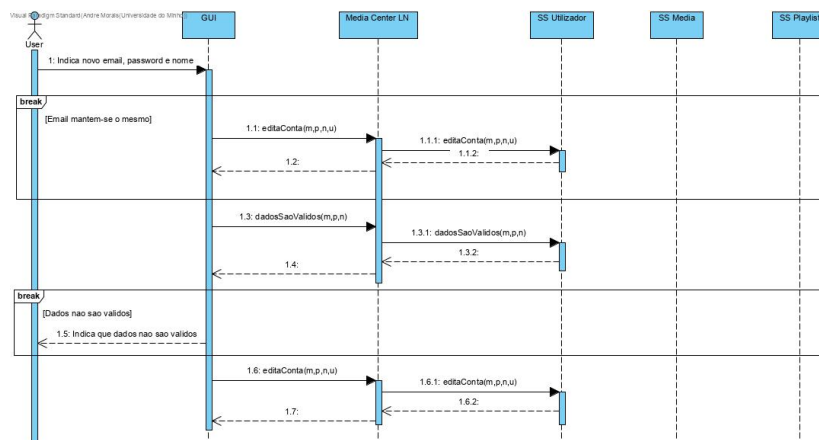 Visual Paradigm Standard(Andre Morais(Universidade do Minho))
User
GUI
Media Center LN
SS Utilizador
SS Media
SS Playlist
1: Indica novo email, password e nome
break
[Email mantem-se o mesmo]
1.1: editaConta(m,p,n,u)
1.1.1: editaConta(m,p,n,u)
1.1.2:
1.2:
1.3: dadosSaoValidos(m,p,n)
1.3.1: dadosSaoValidos(m,p,n)
1.3.2:
1.4:
break
[Dados nao sao validos]
1.5: Indica que dados nao sao validos
1.6: editaConta(m,p,n,u)
1.6.1: editaConta(m,p,n,u)
1.6.2:
1.7: